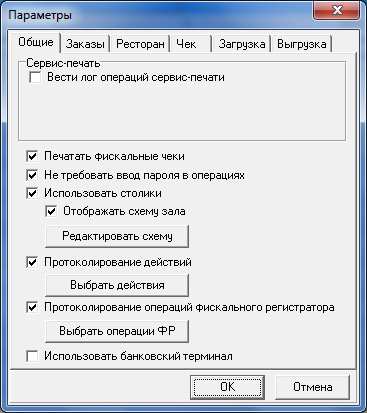 Параметры
Общие
Заказы
Ресторан
Чек
Загрузка
Выгрузка
Сервис-печать
Вести лог операций сервис-печати
Печатать фискальные чеки
Не требовать ввод пароля в операциях
Использовать столики
Отображать схему зала
Редактировать схему
Протоколирование действий
Выбрать действия
Протоколирование операций фискального регистратора
Выбрать операции ФР
Использовать банковский терминал
OK
Отмена